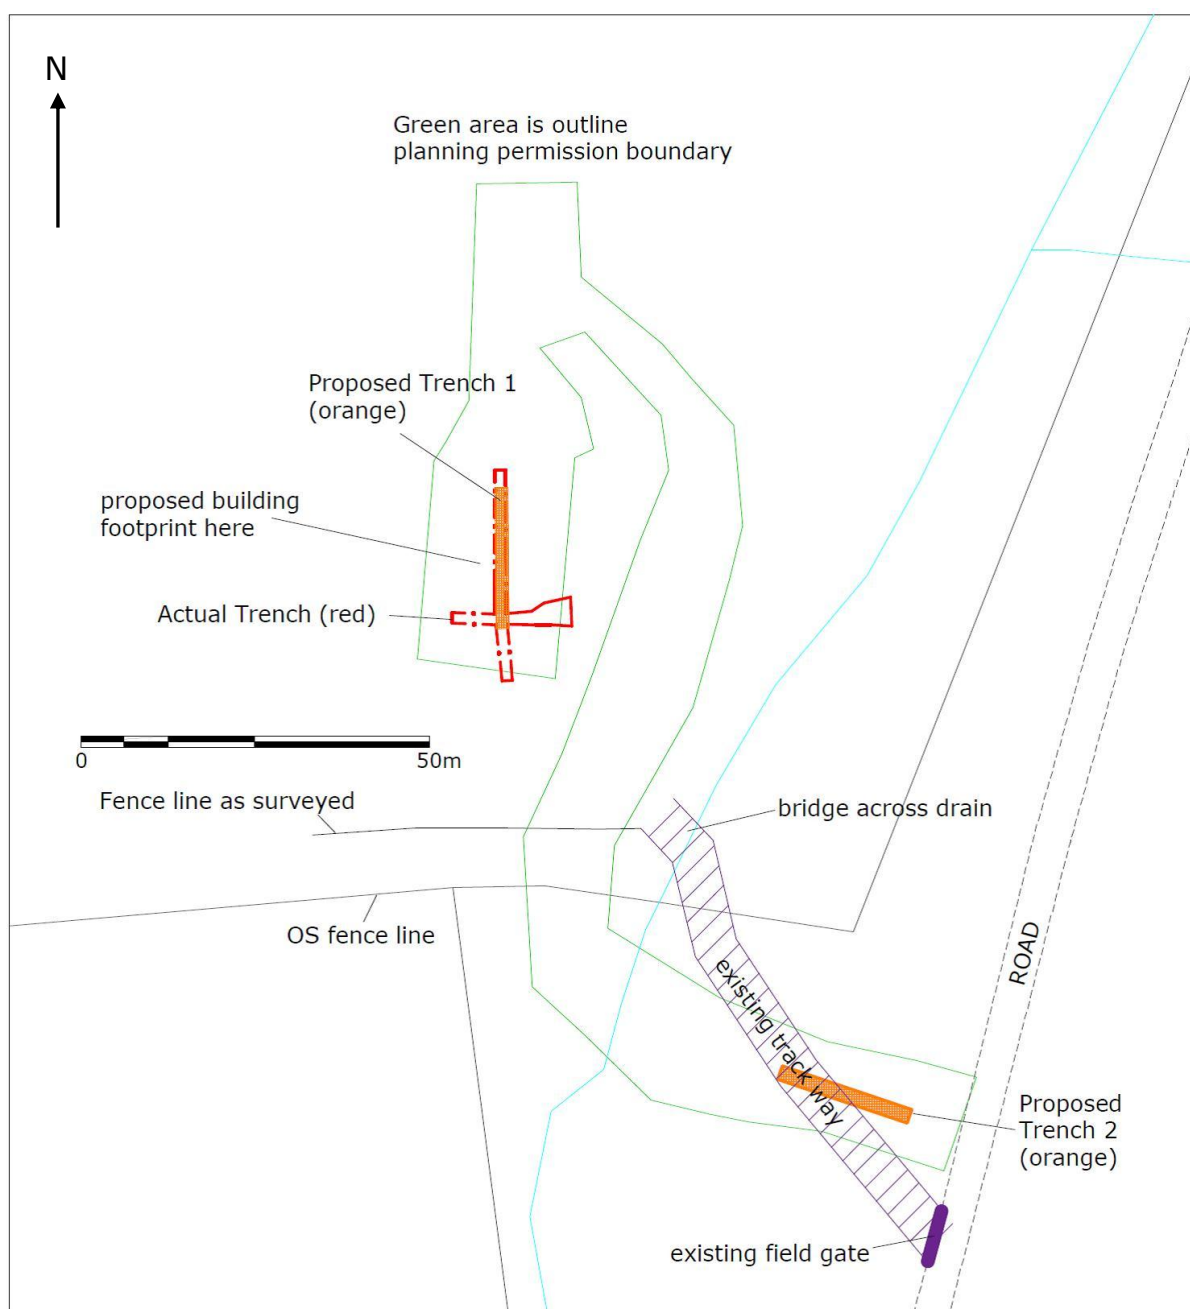 N
Green area is outline
planning permission boundary
Proposed Trench 1
(orange)
proposed building
footprint here
Actual Trench (red)
0
50m
Fence line as surveyed
bridge across drain
OS fence line
ROAD
existing track way
Proposed
Trench 2
(orange)
existing field gate